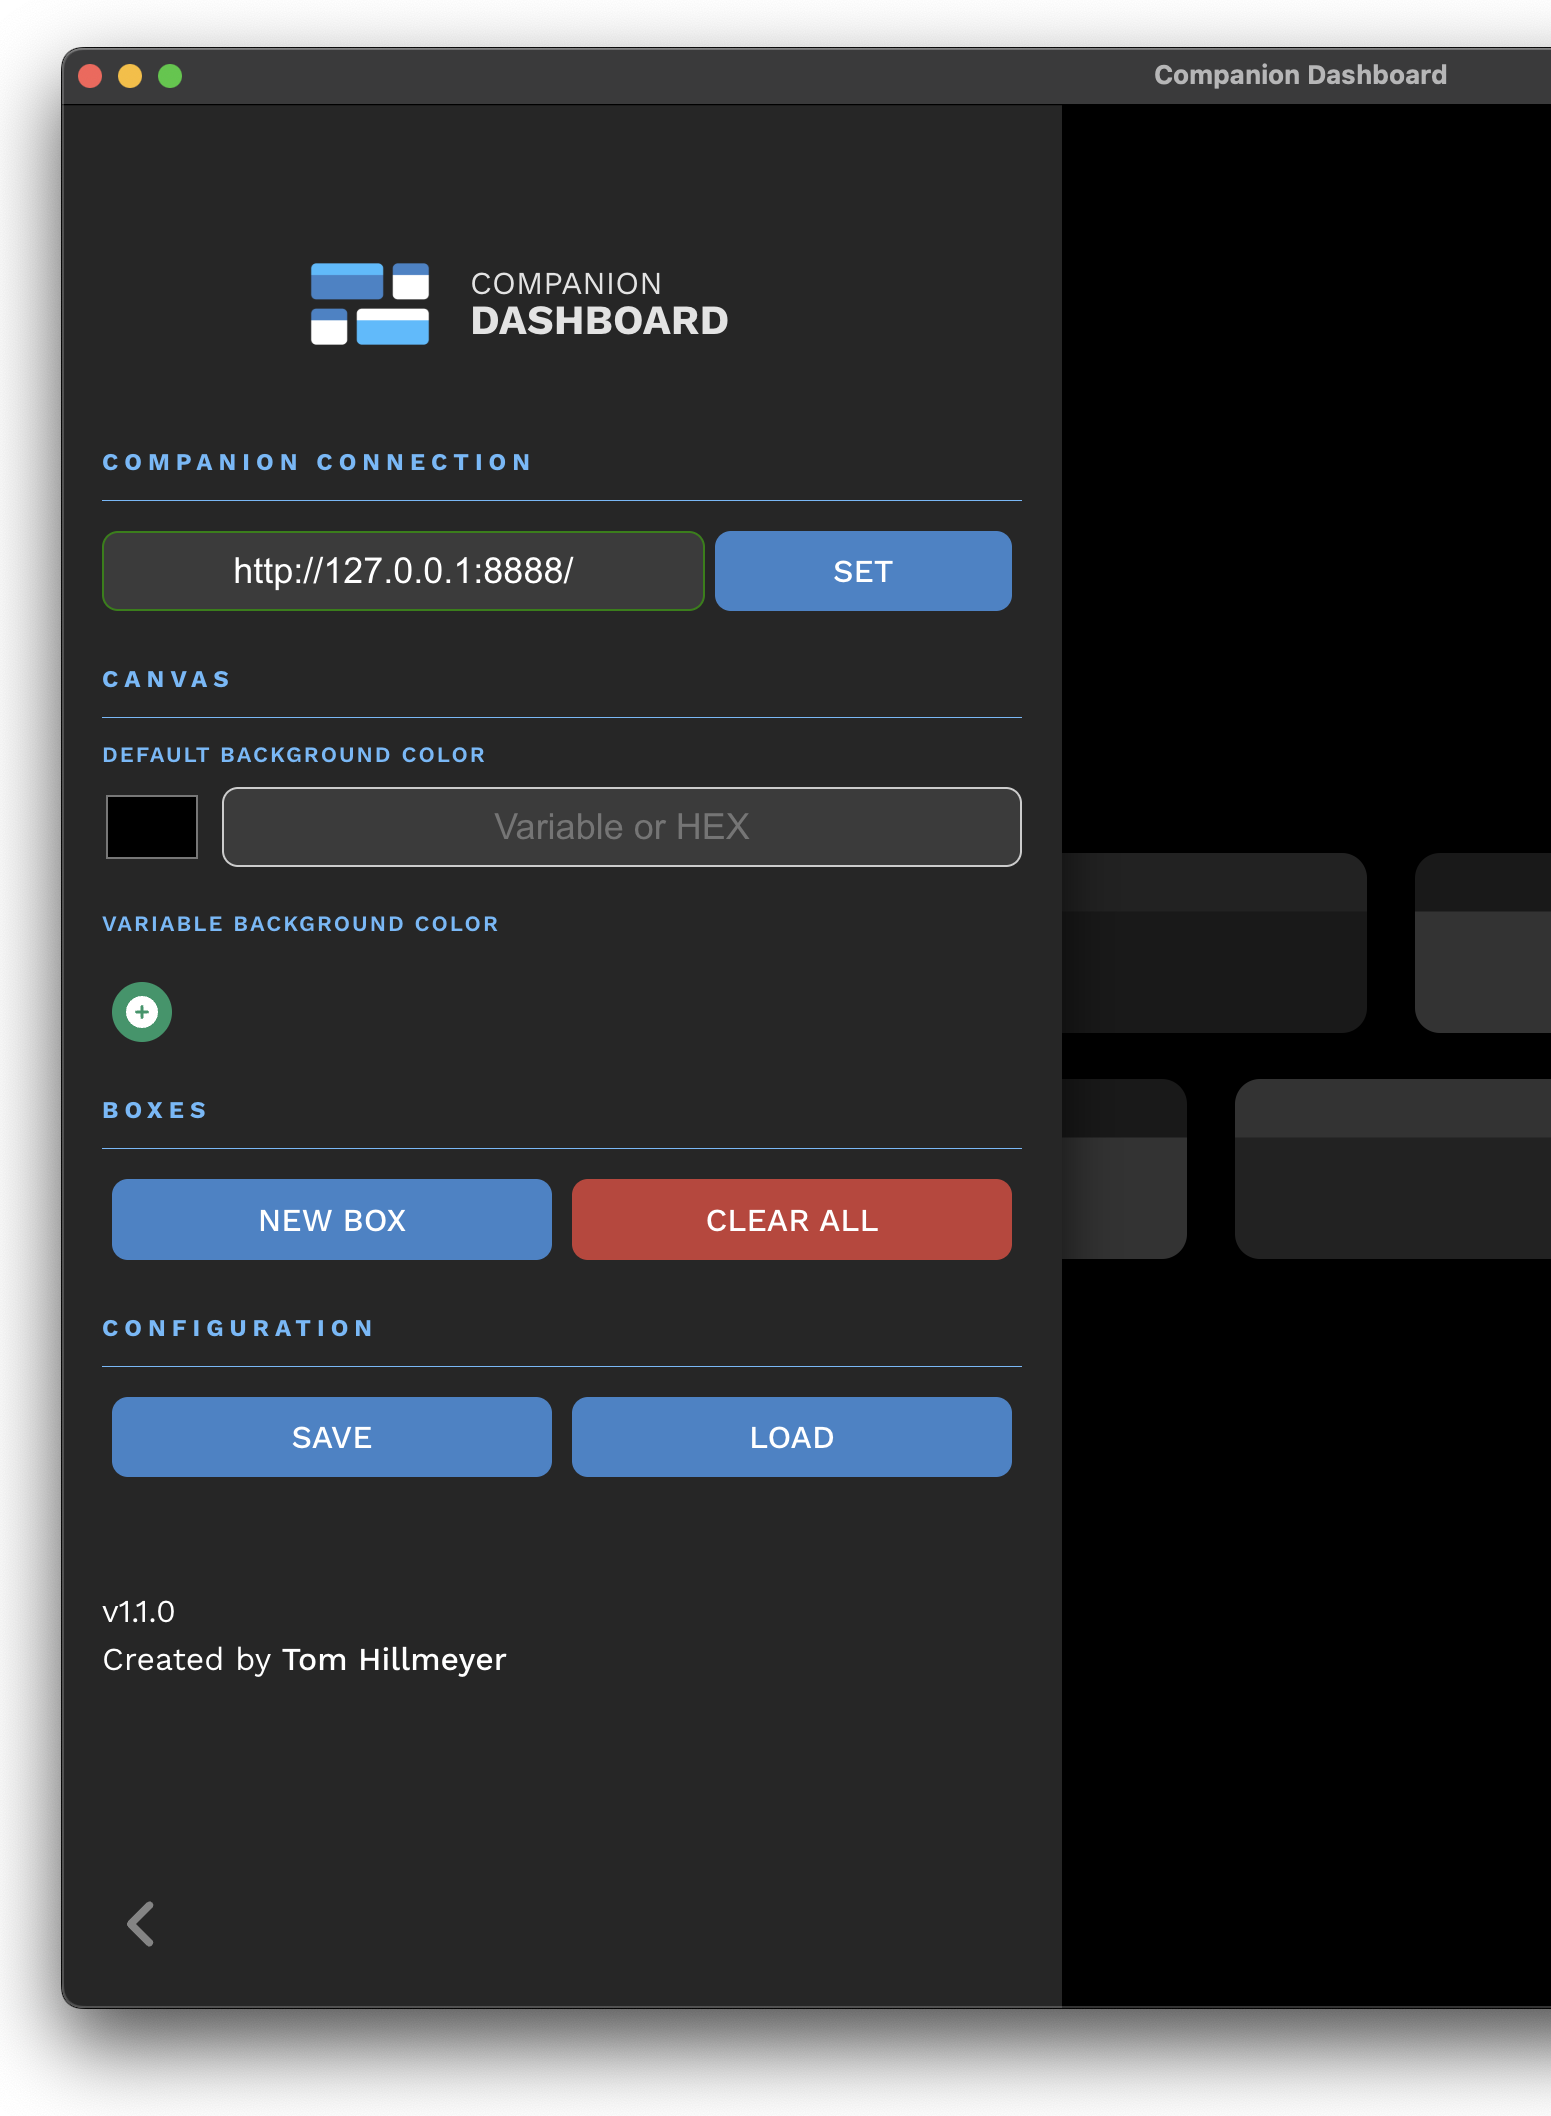 Companion Dashboard
COMPANION
DASHBOARD
COMPANION CONNECTION
http://127.0.0.1:8888/
SET
CANVAS
DEFAULT BACKGROUND COLOR
Variable or HEX
VARIABLE BACKGROUND COLOR
BOXES
NEW BOX
CLEAR ALL
CONFIGURATION
SAVE
LOAD
v1.1.0
Created by Tom Hillmeyer